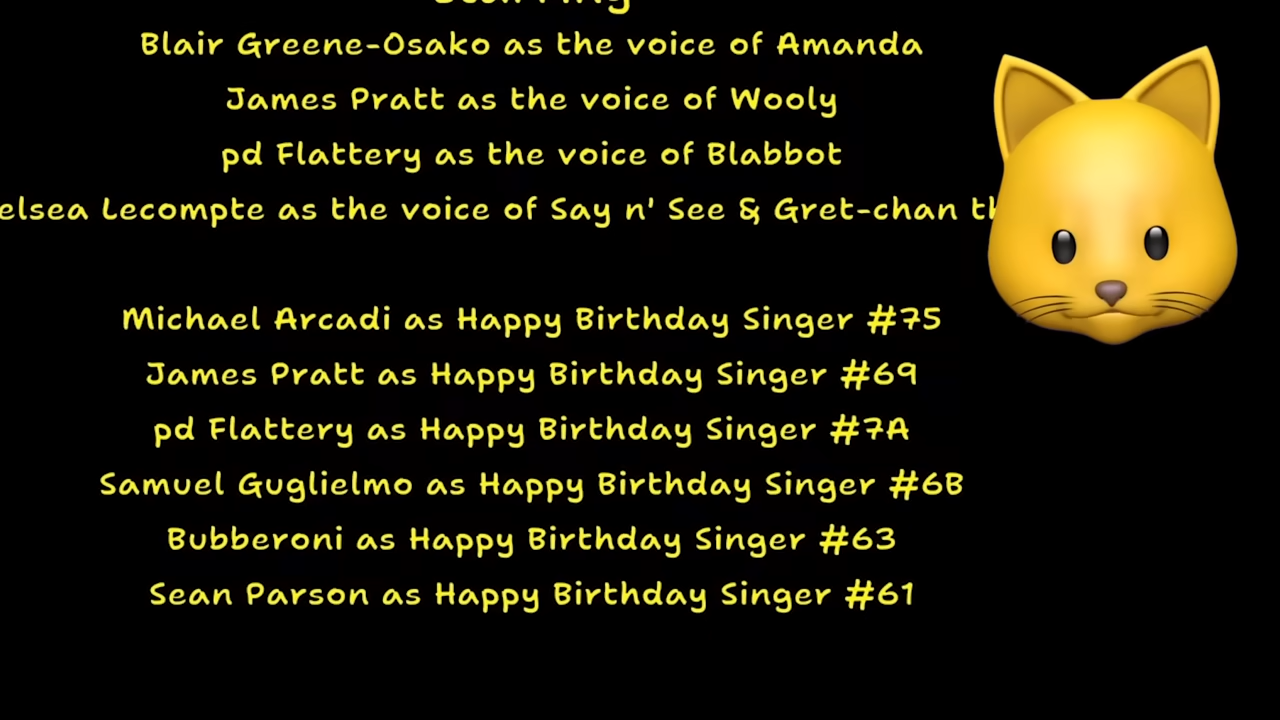 Blair Greene-Osako as the voice of Amanda
James Pratt as the voice of Wooly
pd Flattery as the voice of Blabbot
elsea Lecompte as the voice of Say n' See & Gret-chan th
Michael Arcadi as Happy Birthday Singer #75
James Pratt as Happy Birthday Singer #69
pd Flattery as Happy Birthday Singer #7A
Samuel Guglielmo as Happy Birthday Singer #6B
Bubberoni as Happy Birthday Singer #63
Sean Parson as Happy Birthday Singer #61